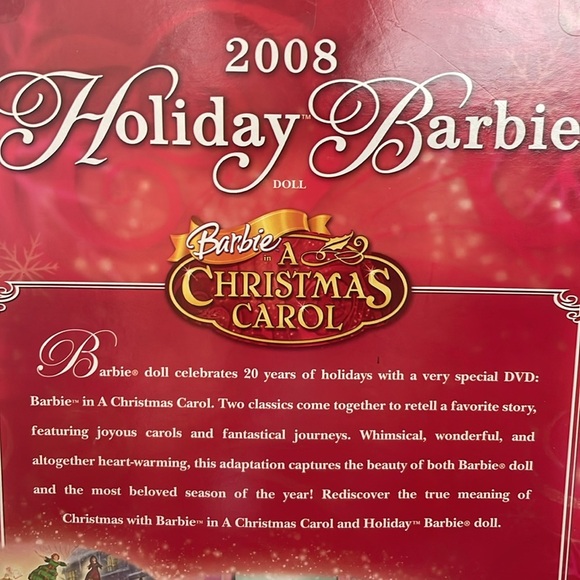 2008
Holiday™ Barbie
DOLL
Barbie
in A
CHRISTMAS
CAROL
Barbie® doll celebrates 20 years of holidays with a very special DVD:
Barbie™ in A Christmas Carol. Two classics come together to retell a favorite story,
featuring joyous carols and fantastical journeys. Whimsical, wonderful, and
altogether heart-warming, this adaptation captures the beauty of both Barbie® doll
and the most beloved season of the year! Rediscover the true meaning of
Christmas with Barbie™ in A Christmas Carol and Holiday™ Barbie® doll.